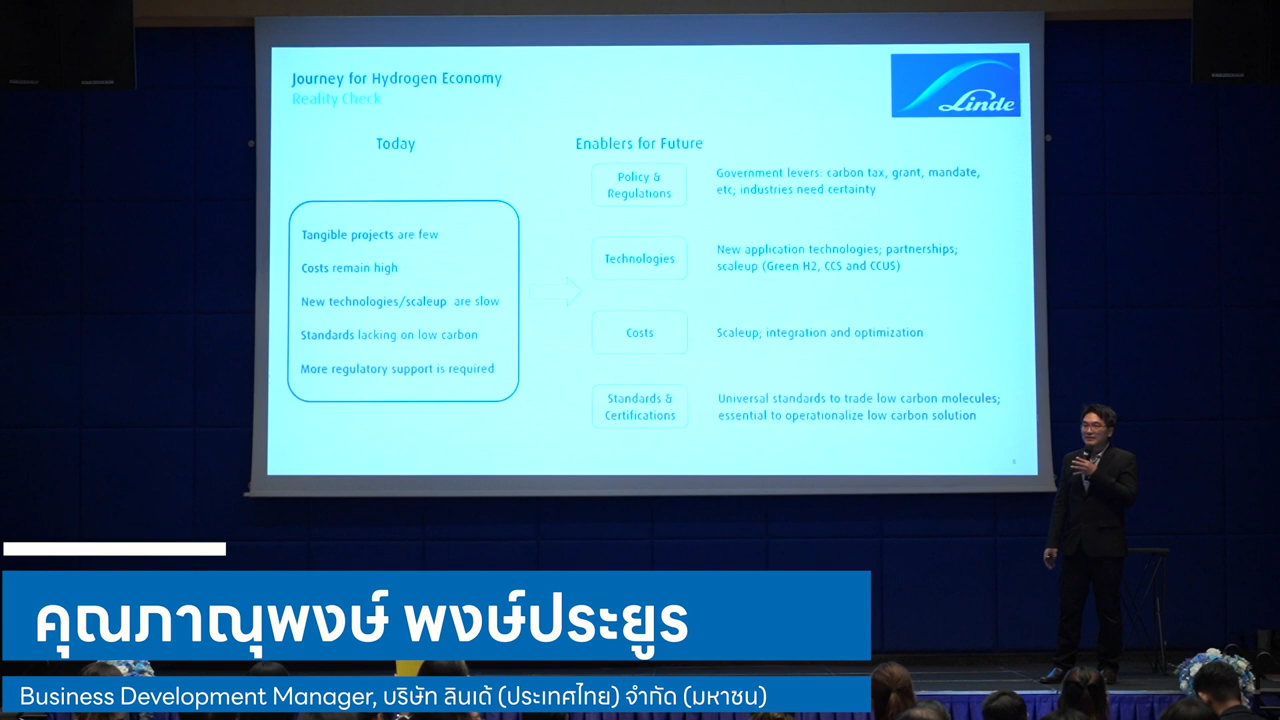 Journey for Hydrogen Economy
Reality Check
Linde
Today
Tangible projects are few
Costs remain high
New technologies/scaleup are slow
Standards lacking on low carbon
More regulatory support is required
Enablers for Future
Policy &
Regulations
Government levers: carbon tax, grant, mandate,
etc; industries need certainty
Technologies
New application technologies; partnerships;
scaleup (Green H2, CCS and CCUS)
Costs
Scaleup; integration and optimization
Standards &
Certifications
Universal standards to trade low carbon molecules;
essential to operationalize low carbon solution
คุณภาณุพงษ์ พงษ์ประยูร
Business Development Manager, บริษัท ลินเด้ (ประเทศไทย) จำกัด (มหาชน)